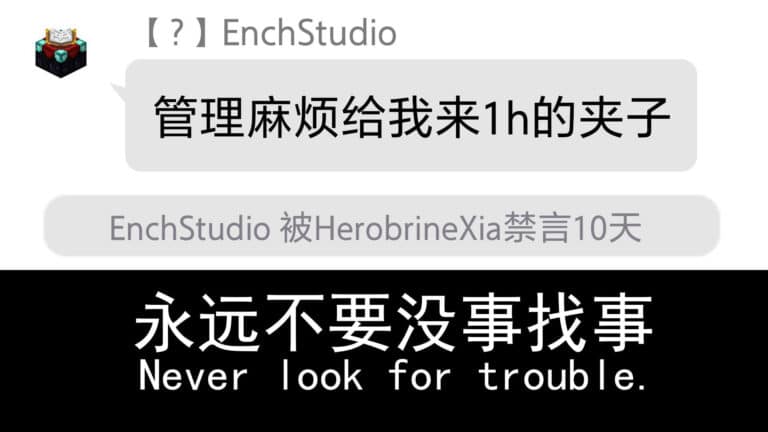 【?】EnchStudio
管理麻烦给我来1h的夹子
EnchStudio 被HerobrineXia禁言10天
永远不要没事找事
Never look for trouble.